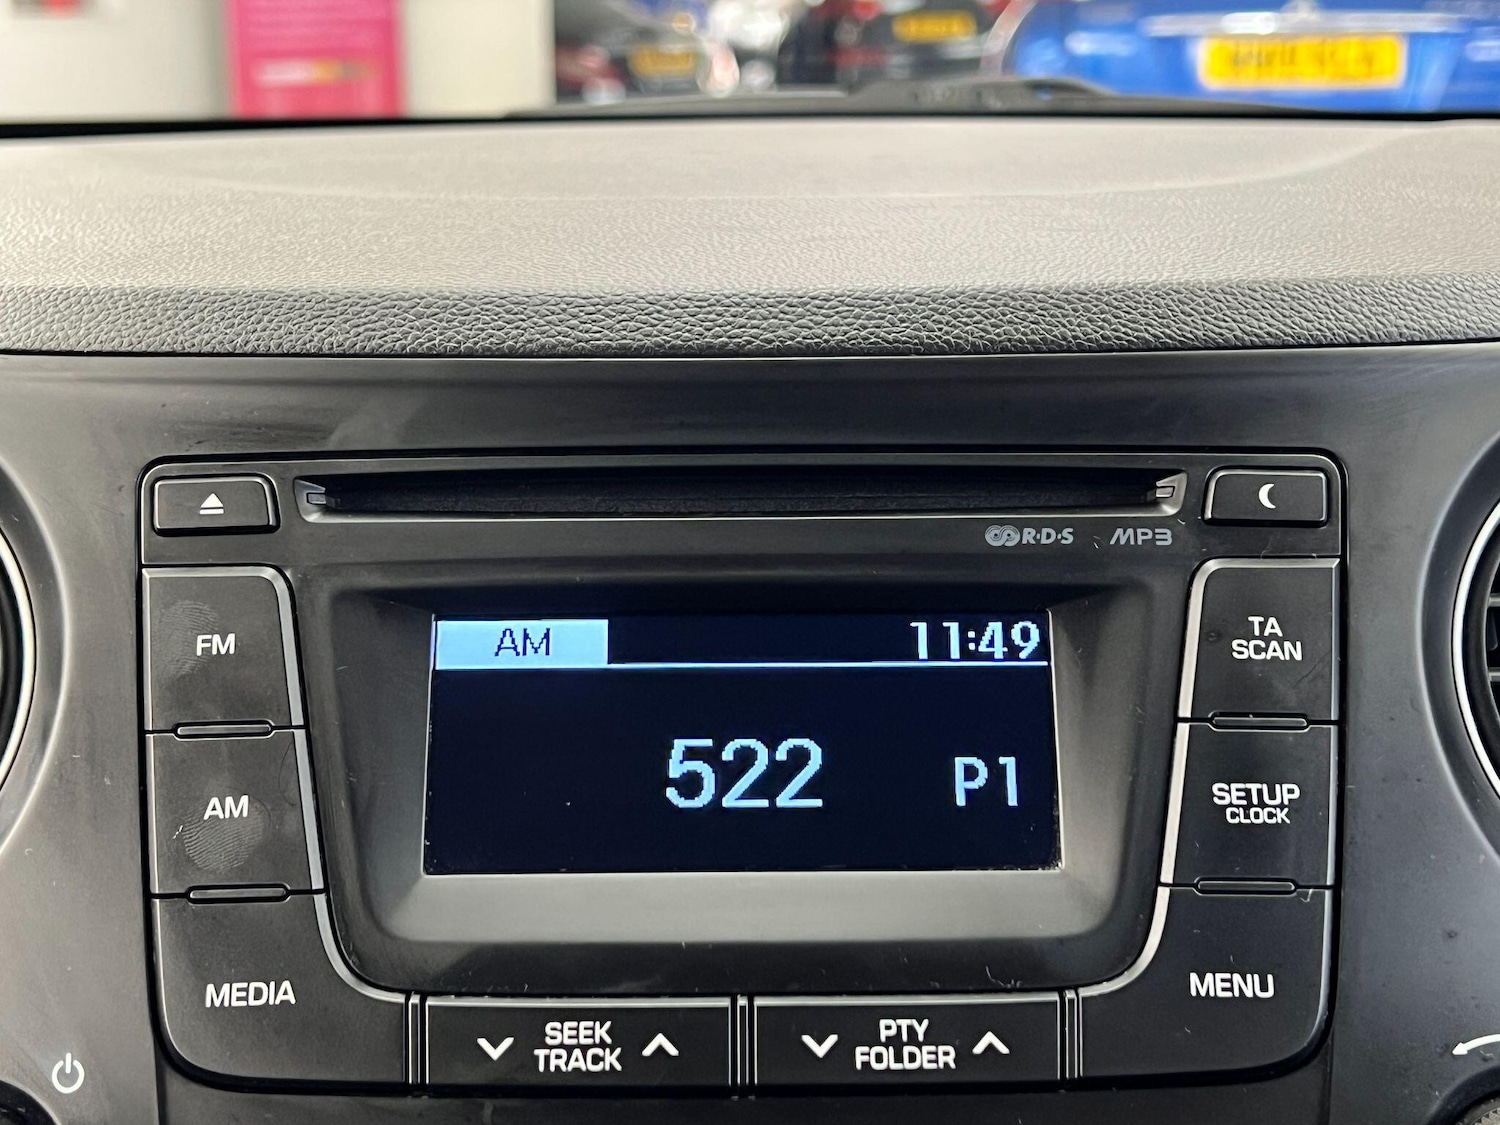 R·D·S MP3
FM
AM
MEDIA
AM 11:49
522 P1
TA
SCAN
SETUP
CLOCK
MENU
SEEK
TRACK
PTY
FOLDER